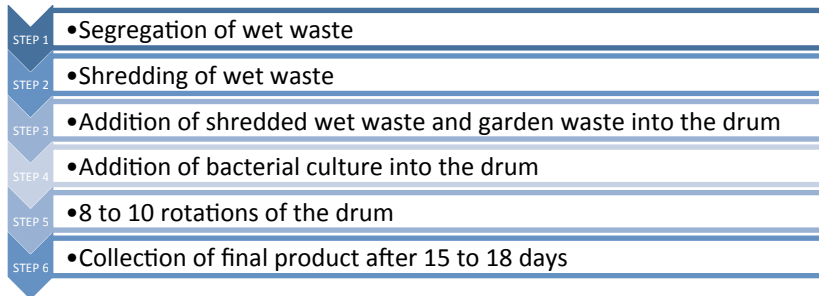 STEP 1
•Segregation of wet waste
STEP 2
•Shredding of wet waste
STEP 3
•Addition of shredded wet waste and garden waste into the drum
STEP 4
•Addition of bacterial culture into the drum
STEP 5
•8 to 10 rotations of the drum
STEP 6
•Collection of final product after 15 to 18 days